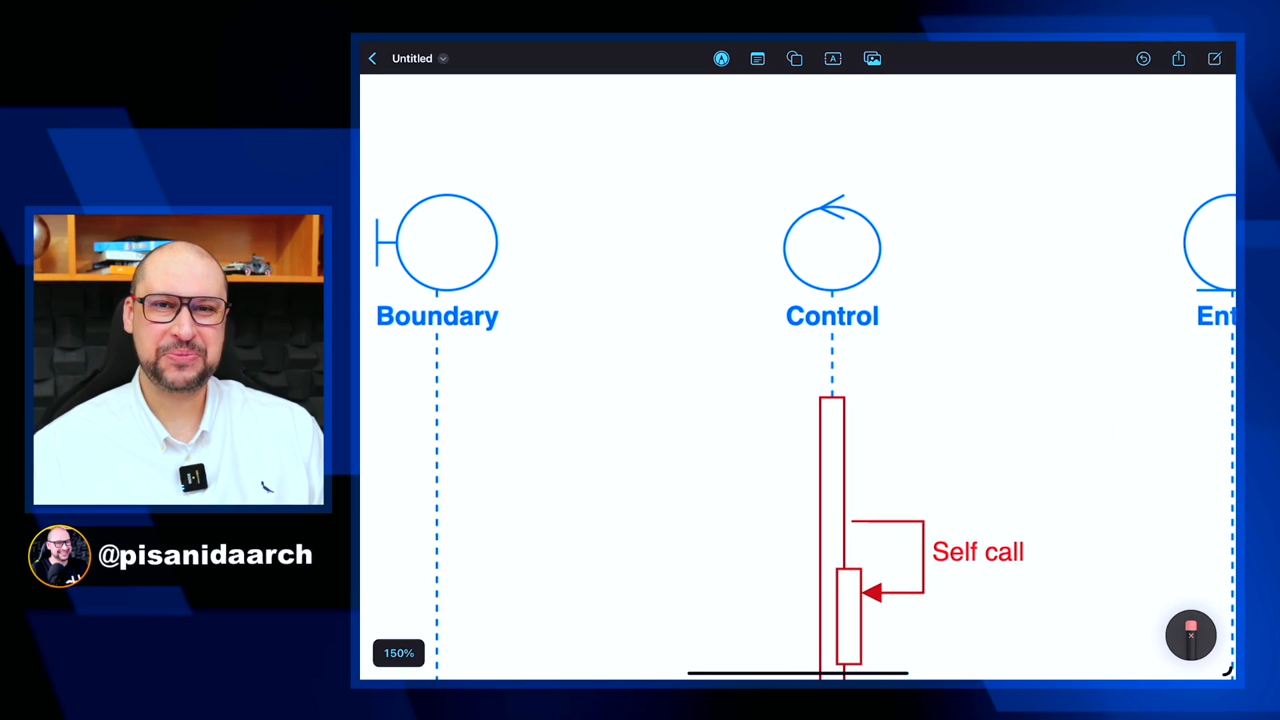 Untitled
A
Boundary
Control
Ent
Self call
@pisanidaarch
150%